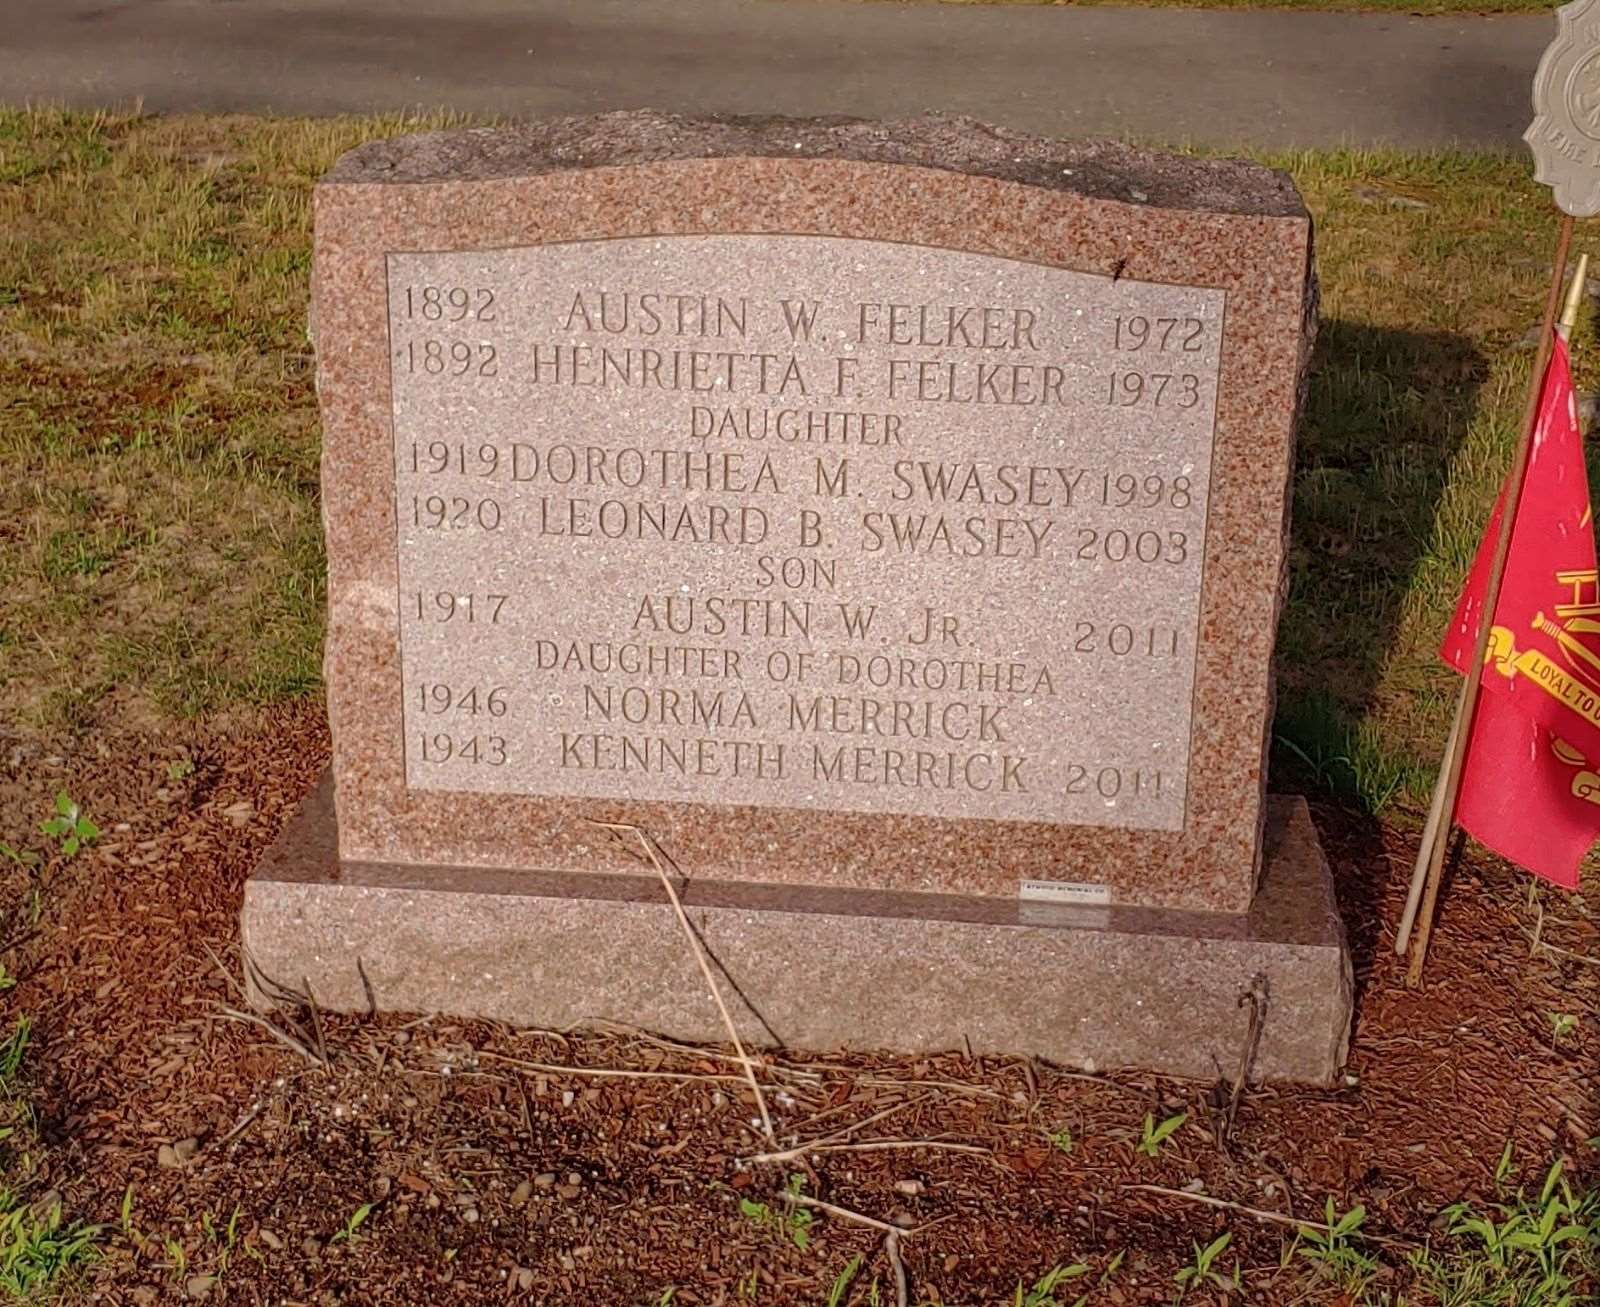 1892 AUSTIN W. FELKER 1972
1892 HENRIETTA F. FELKER 1973
DAUGHTER
1919 DOROTHEA M. SWASEY 1998
1920 LEONARD B. SWASEY 2003
SON
1917 AUSTIN W. JR. 2011
DAUGHTER OF DOROTHEA
1946 NORMA MERRICK
1943 KENNETH MERRICK 2011
FIRE
LOYAL TO